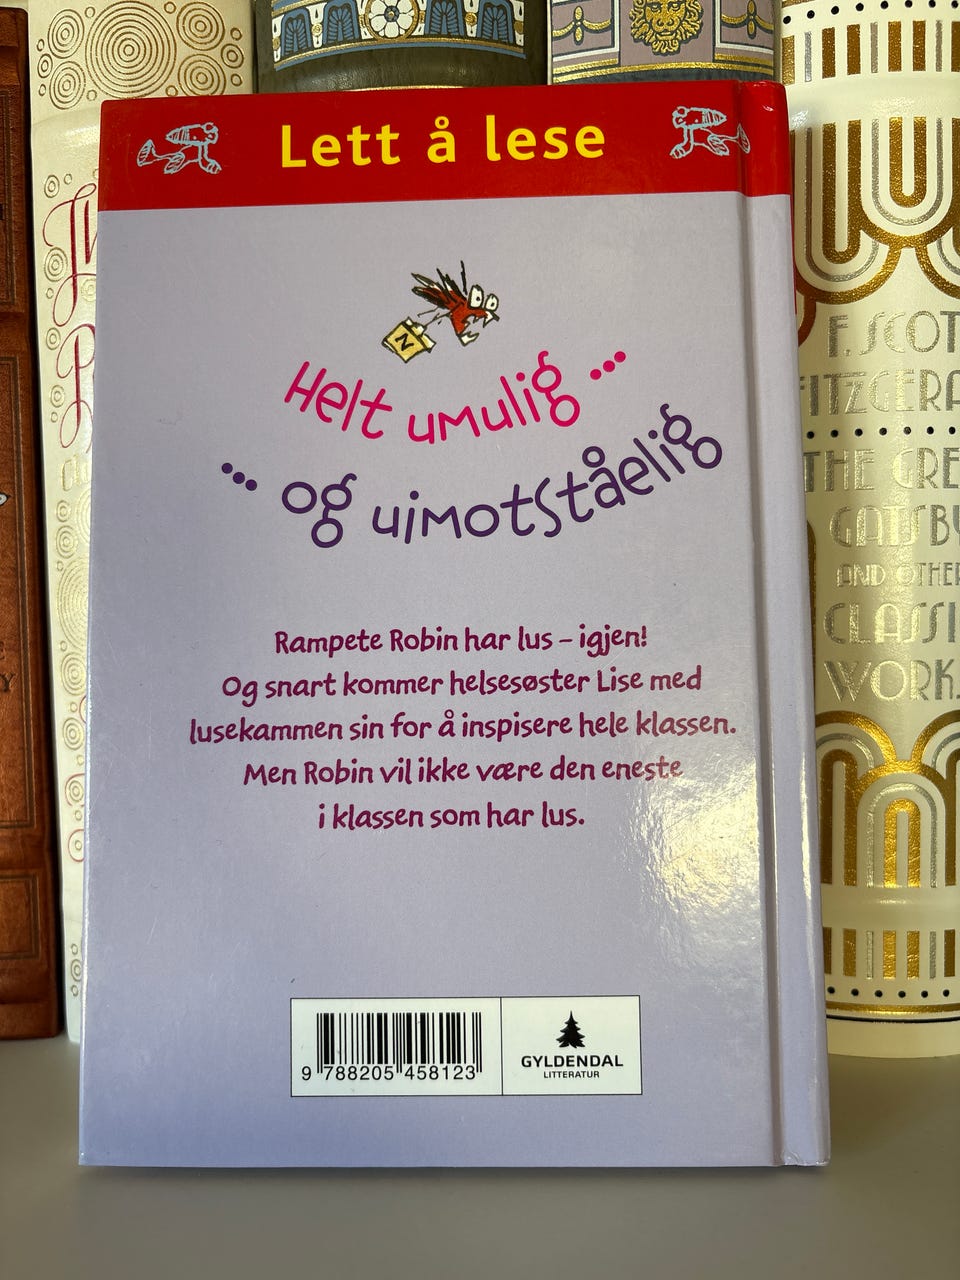 Lett å lese
N
Helt umulig ...
... og uimotståelig
Rampete Robin har lus – igjen!
Og snart kommer helsesøster Lise med
lusekammen sin for å inspisere hele klassen.
Men Robin vil ikke være den eneste
i klassen som har lus.
9 788205 458123
GYLDENDAL
LITTERATUR
F. SCOT
FITZGERA
THE GRE
GATSBY
AND OTHER
CLASSI
WORK